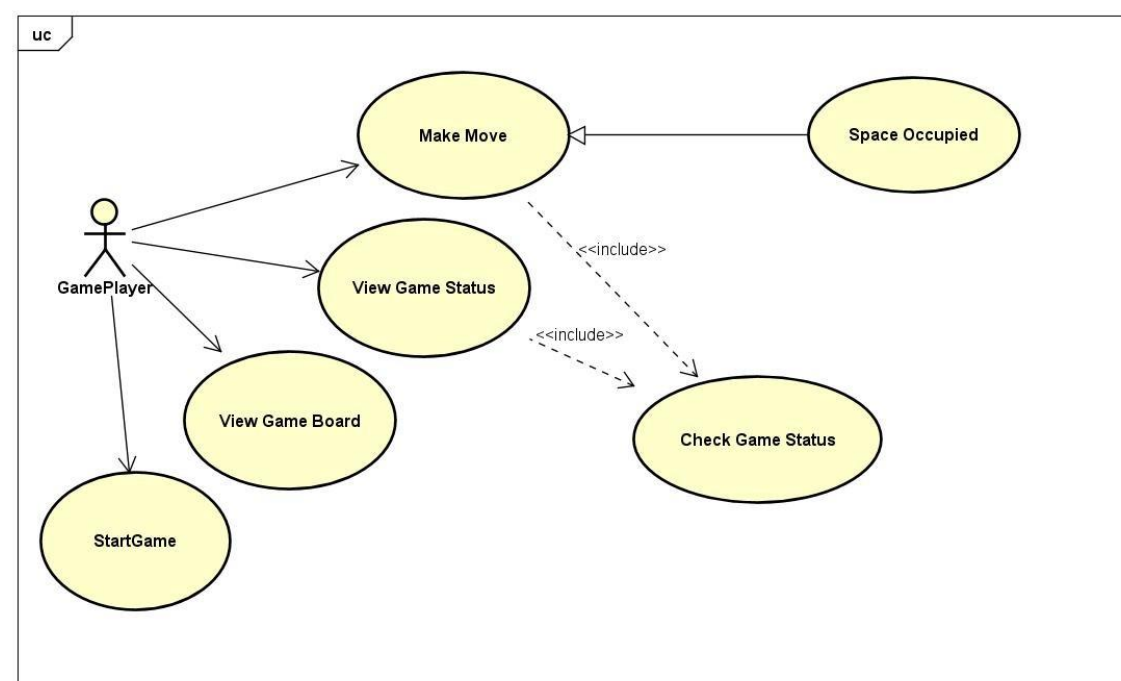 uc
Make Move
Space Occupied
<<include>>
GamePlayer
View Game Status
<<include>>
View Game Board
Check Game Status
StartGame